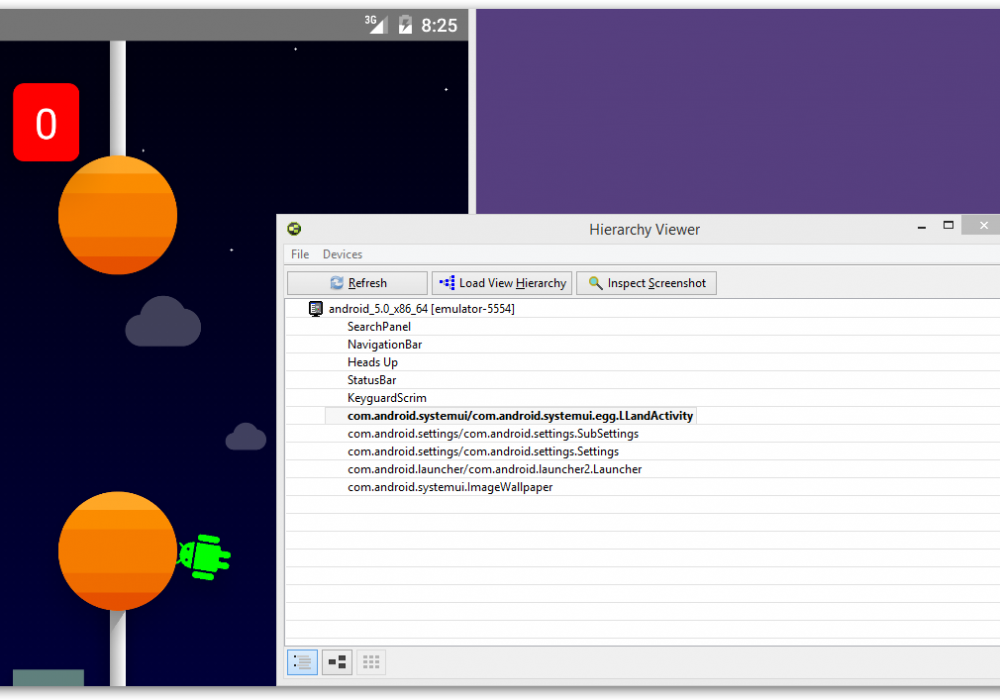 3G 8:25
0
Hierarchy Viewer
File Devices
Refresh Load View Hierarchy Inspect Screenshot
android_5.0_x86_64 [emulator-5554]
SearchPanel
NavigationBar
Heads Up
StatusBar
KeyguardScrim
com.android.systemui/com.android.systemui.egg.LLandActivity
com.android.settings/com.android.settings.SubSettings
com.android.settings/com.android.settings.Settings
com.android.launcher/com.android.launcher2.Launcher
com.android.systemui.ImageWallpaper